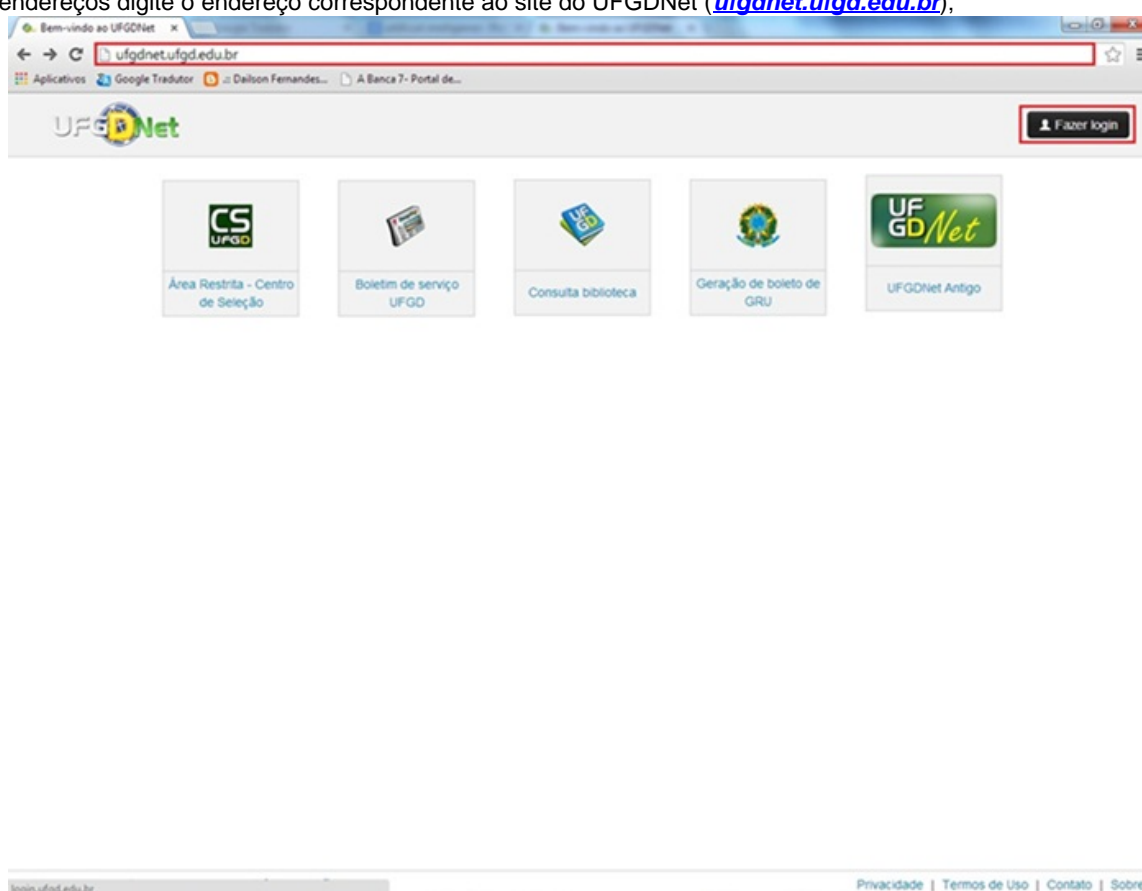 endereços digite o endereço correspondente ao site do UFGDNet (ufgdnet.ufgd.edu.br),
Bem-vindo ao UFGDNet
ufgdnet.ufgd.edu.br
Aplicativos Google Tradutor .:: Dailson Fernandes... A Banca 7- Portal de...
UFGDNet
Fazer login
CS
UFGD
UFGD
UFGDNet
Área Restrita - Centro de Seleção
Boletim de serviço UFGD
Consulta biblioteca
Geração de boleto de GRU
UFGDNet Antigo
login.ufgd.edu.br
Privacidade | Termos de Uso | Contato | Sobre